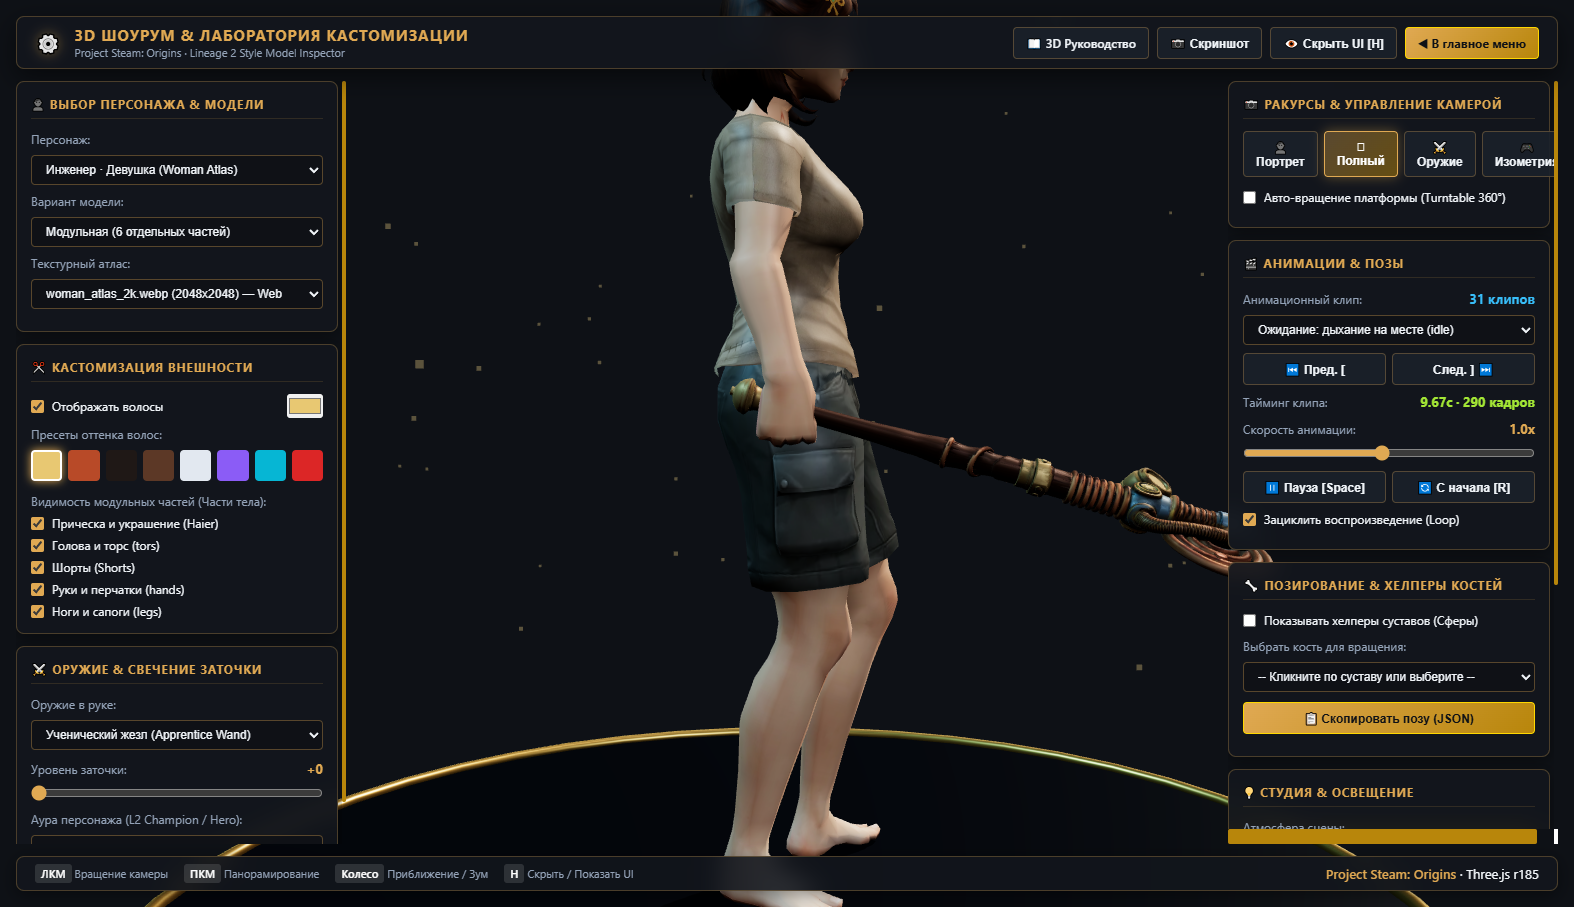 3D ШОУРУМ & ЛАБОРАТОРИЯ КАСТОМИЗАЦИИ
Project Steam: Origins · Lineage 2 Style Model Inspector
3D Руководство
Скриншот
Скрыть UI [H]
◀ В главное меню
ВЫБОР ПЕРСОНАЖА & МОДЕЛИ
Персонаж:
Инженер - Девушка (Woman Atlas)
Вариант модели:
Модульная (6 отдельных частей)
Текстурный атлас:
woman_atlas_2k.webp (2048x2048) — Web
КАСТОМИЗАЦИЯ ВНЕШНОСТИ
Отображать волосы
Пресеты оттенка волос:
Видимость модульных частей (Части тела):
Прическа и украшение (Haier)
Голова и торс (tors)
Шорты (Shorts)
Руки и перчатки (hands)
Ноги и сапоги (legs)
ОРУЖИЕ & СВЕЧЕНИЕ ЗАТОЧКИ
Оружие в руке:
Ученический жезл (Apprentice Wand)
Уровень заточки: +0
Аура персонажа (L2 Champion / Hero):
РАКУРСЫ & УПРАВЛЕНИЕ КАМЕРОЙ
Портрет
Полный
Оружие
Изометрия
Авто-вращение платформы (Turntable 360°)
АНИМАЦИИ & ПОЗЫ
Анимационный клип: 31 клипов
Ожидание: дыхание на месте (idle)
Пред. [
След. ]
Тайминг клипа: 9.67с · 290 кадров
Скорость анимации: 1.0x
Пауза [Space]
С начала [R]
Зациклить воспроизведение (Loop)
ПОЗИРОВАНИЕ & ХЕЛПЕРЫ КОСТЕЙ
Показывать хелперы суставов (Сферы)
Выбрать кость для вращения:
-- Кликните по суставу или выберите --
Скопировать позу (JSON)
СТУДИЯ & ОСВЕЩЕНИЕ
Атмосфера сцены:
ЛКМ Вращение камеры ПКМ Панорамирование Колесо Приближение / Зум H Скрыть / Показать UI
Project Steam: Origins · Three.js r185